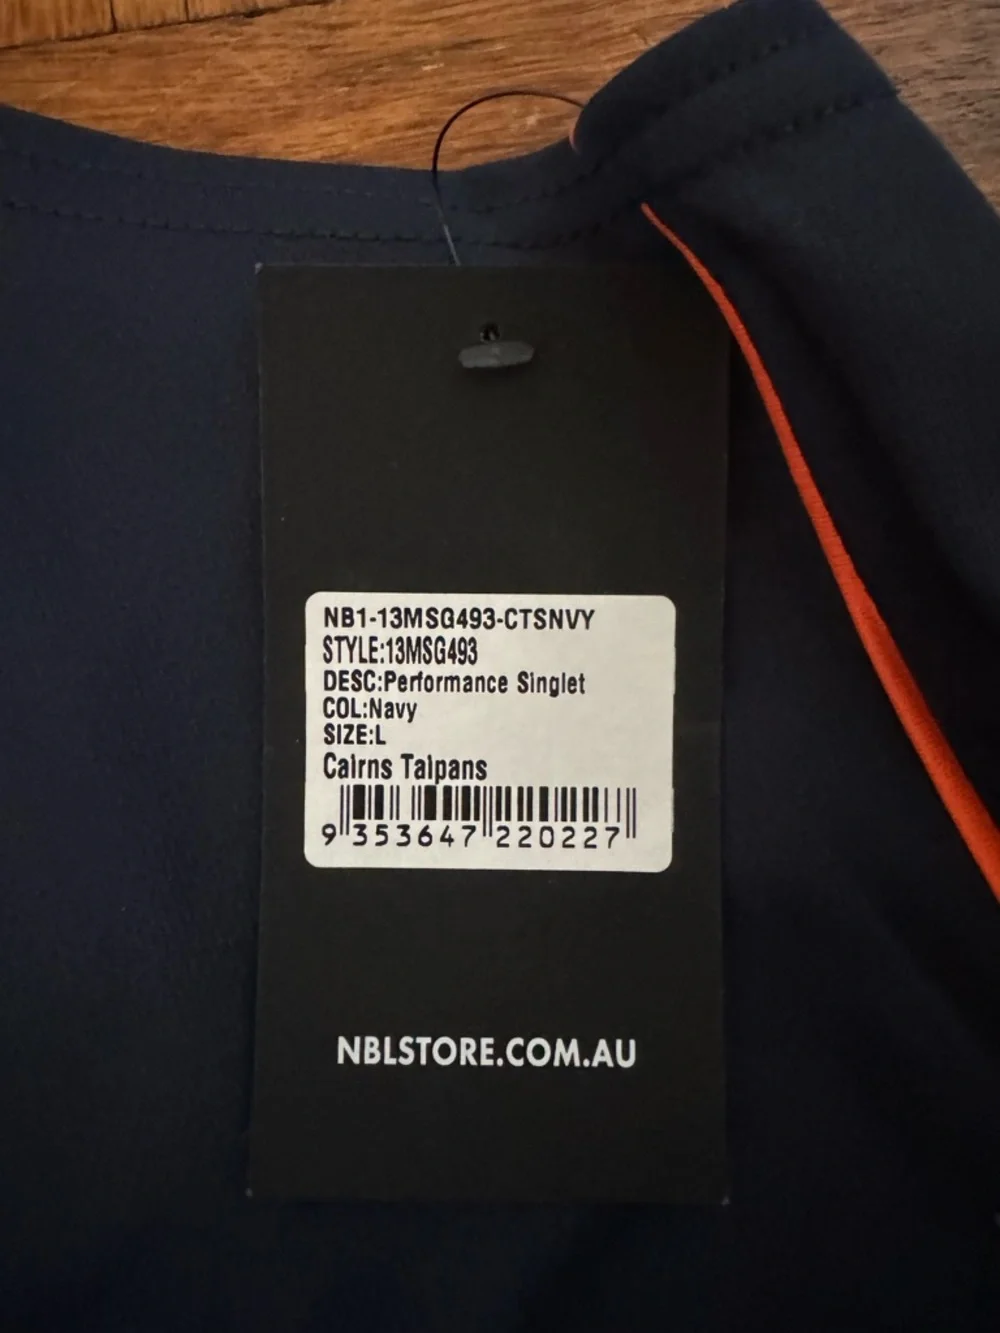 NB1-13MSG493-CTSNVY
STYLE:13MSG493
DESC:Performance Singlet
COL:Navy
SIZE:L
Cairns Taipans
9 353647 220227
NBLSTORE.COM.AU